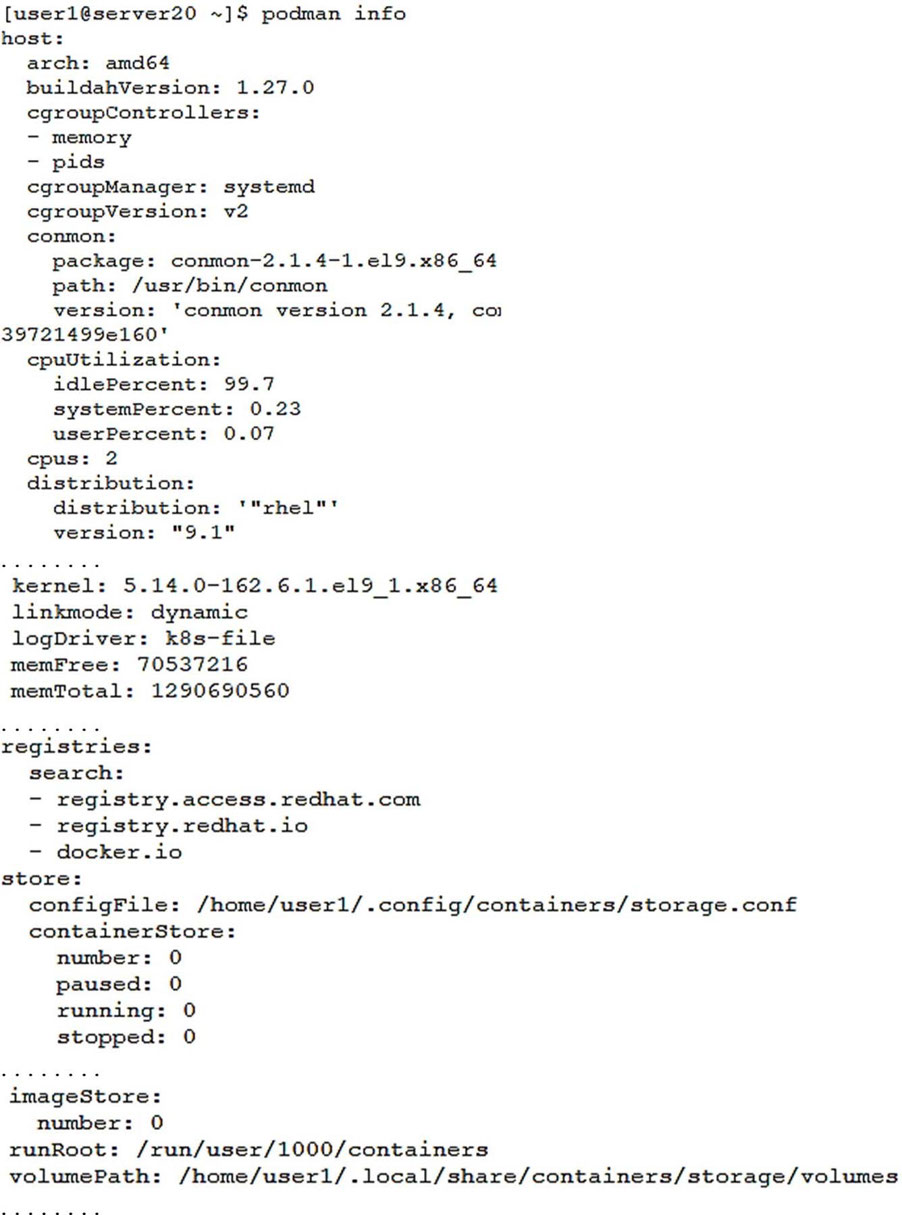 [user1@server20 ~]$ podman info
host:
  arch: amd64
  buildahVersion: 1.27.0
  cgroupControllers:
  - memory
  - pids
  cgroupManager: systemd
  cgroupVersion: v2
  conmon:
    package: conmon-2.1.4-1.el9.x86_64
    path: /usr/bin/conmon
    version: 'conmon version 2.1.4,
39721499e160'
  cpuUtilization:
    idlePercent: 99.7
    systemPercent: 0.23
    userPercent: 0.07
  cpus: 2
  distribution:
    distribution: '"rhel"'
    version: "9.1"
........
 kernel: 5.14.0-162.6.1.el9_1.x86_64
 linkmode: dynamic
 logDriver: k8s-file
 memFree: 70537216
 memTotal: 1290690560
........
registries:
  search:
  - registry.access.redhat.com
  - registry.redhat.io
  - docker.io
store:
  configFile: /home/user1/.config/containers/storage.conf
  containerStore:
    number: 0
    paused: 0
    running: 0
    stopped: 0
........
 imageStore:
   number: 0
 runRoot: /run/user/1000/containers
 volumePath: /home/user1/.local/share/containers/storage/volumes
........